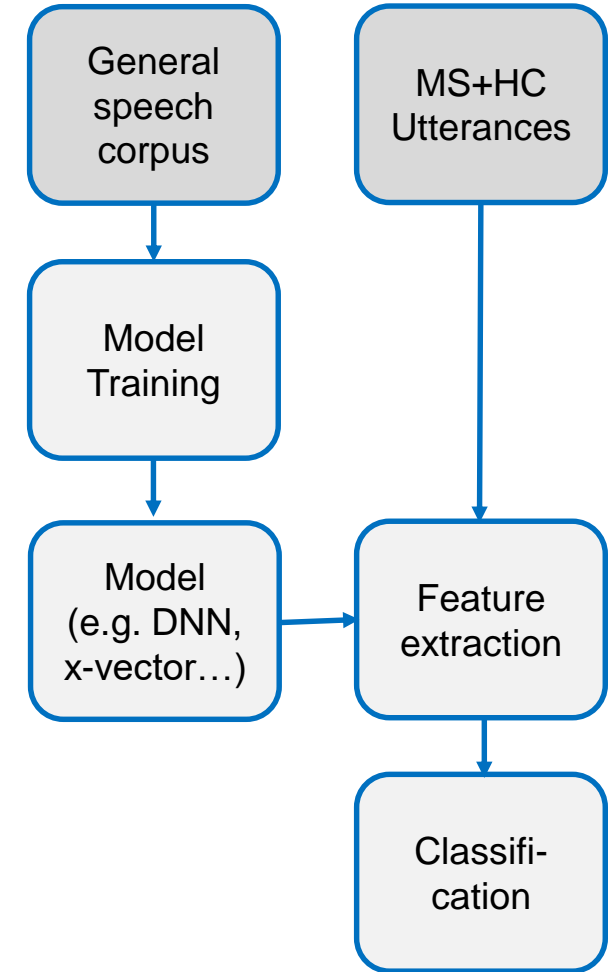 General
speech
corpus
MS+HC
Utterances
Model
Training
Model
(e.g. DNN,
x-vector…)
Feature
extraction
Classifi-
cation